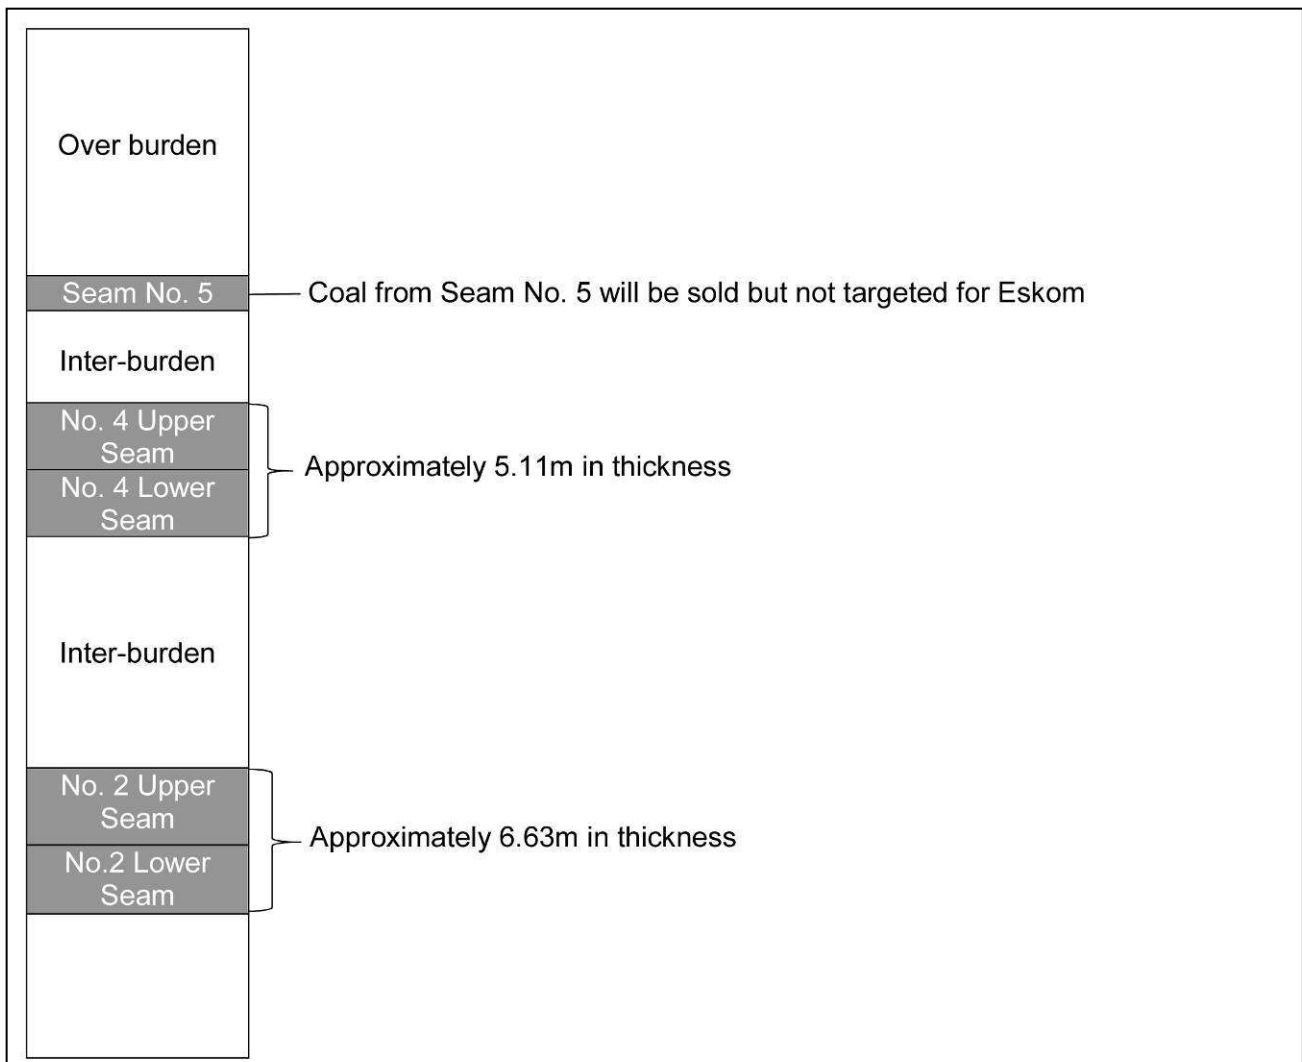 Over burden
Seam No. 5
Coal from Seam No. 5 will be sold but not targeted for Eskom
Inter-burden
No. 4 Upper
Seam
Approximately 5.11m in thickness
No. 4 Lower
Seam
Inter-burden
No. 2 Upper
Seam
Approximately 6.63m in thickness
No.2 Lower
Seam